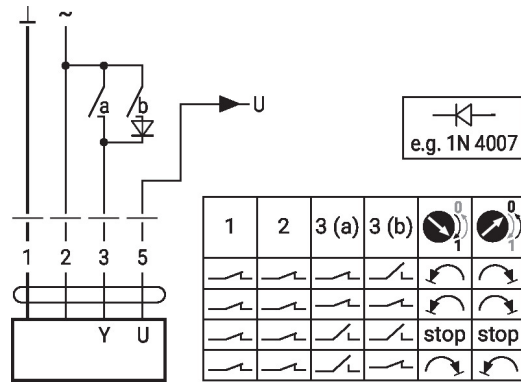 ⊥ ~
a b
U
e.g. 1N 4007
1 2 3 5
Y U
1 2 3 (a) 3 (b) 0 1 0 1
stop stop